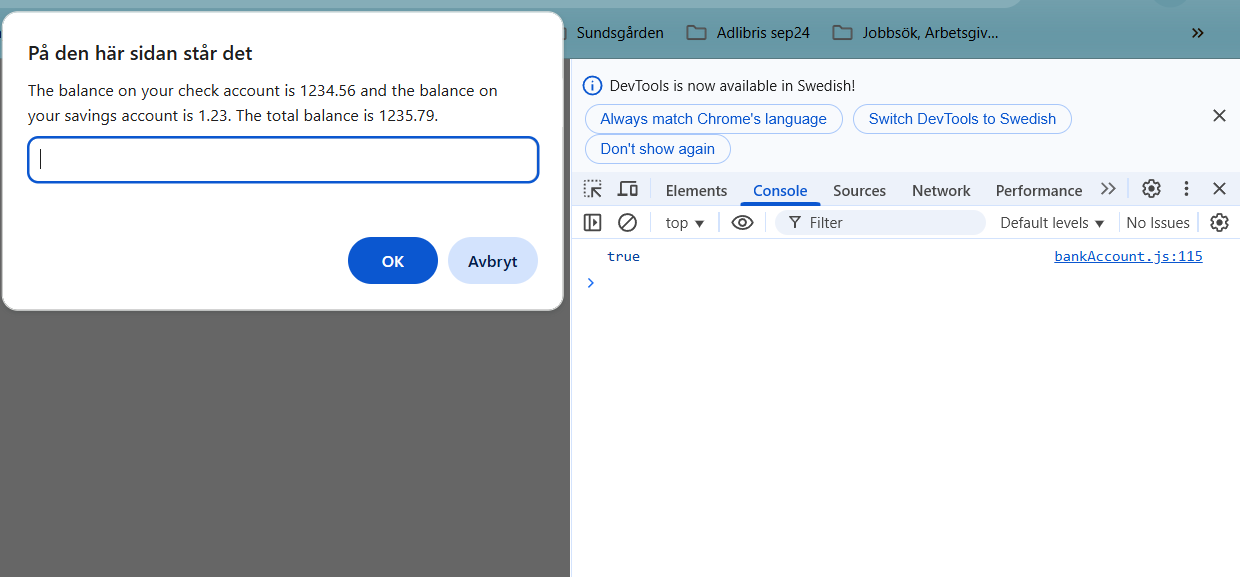 Sundsgården
Adlibris sep24
Jobbsök, Arbetsgiv...
»
På den här sidan står det
The balance on your check account is 1234.56 and the balance on
your savings account is 1.23. The total balance is 1235.79.
OK
Avbryt
DevTools is now available in Swedish!
Always match Chrome's language
Switch DevTools to Swedish
Don't show again
Elements
Console
Sources
Network
Performance
top
Filter
Default levels
No Issues
true
bankAccount.js:115